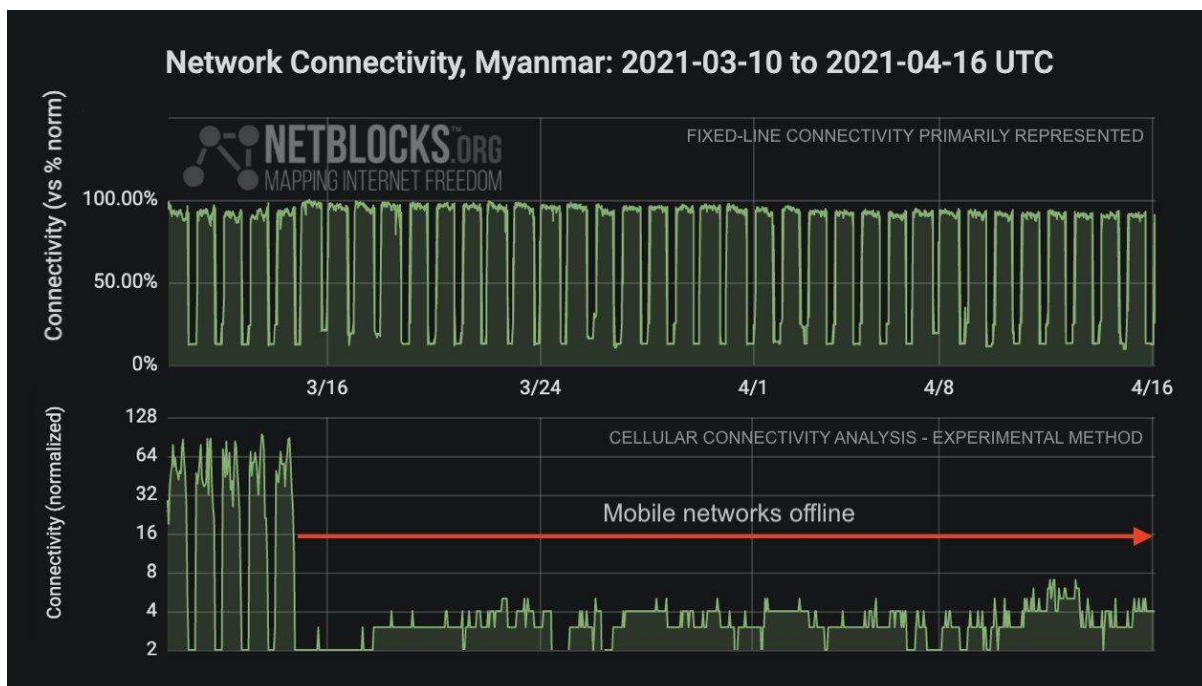 Network Connectivity, Myanmar: 2021-03-10 to 2021-04-16 UTC
NETBLOCKS™.ORG
MAPPING INTERNET FREEDOM
FIXED-LINE CONNECTIVITY PRIMARILY REPRESENTED
Connectivity (vs % norm)
100.00%
50.00%
0%
3/16 3/24 4/1 4/8 4/16
CELLULAR CONNECTIVITY ANALYSIS - EXPERIMENTAL METHOD
Connectivity (normalized)
128
64
32
16
8
4
2
Mobile networks offline